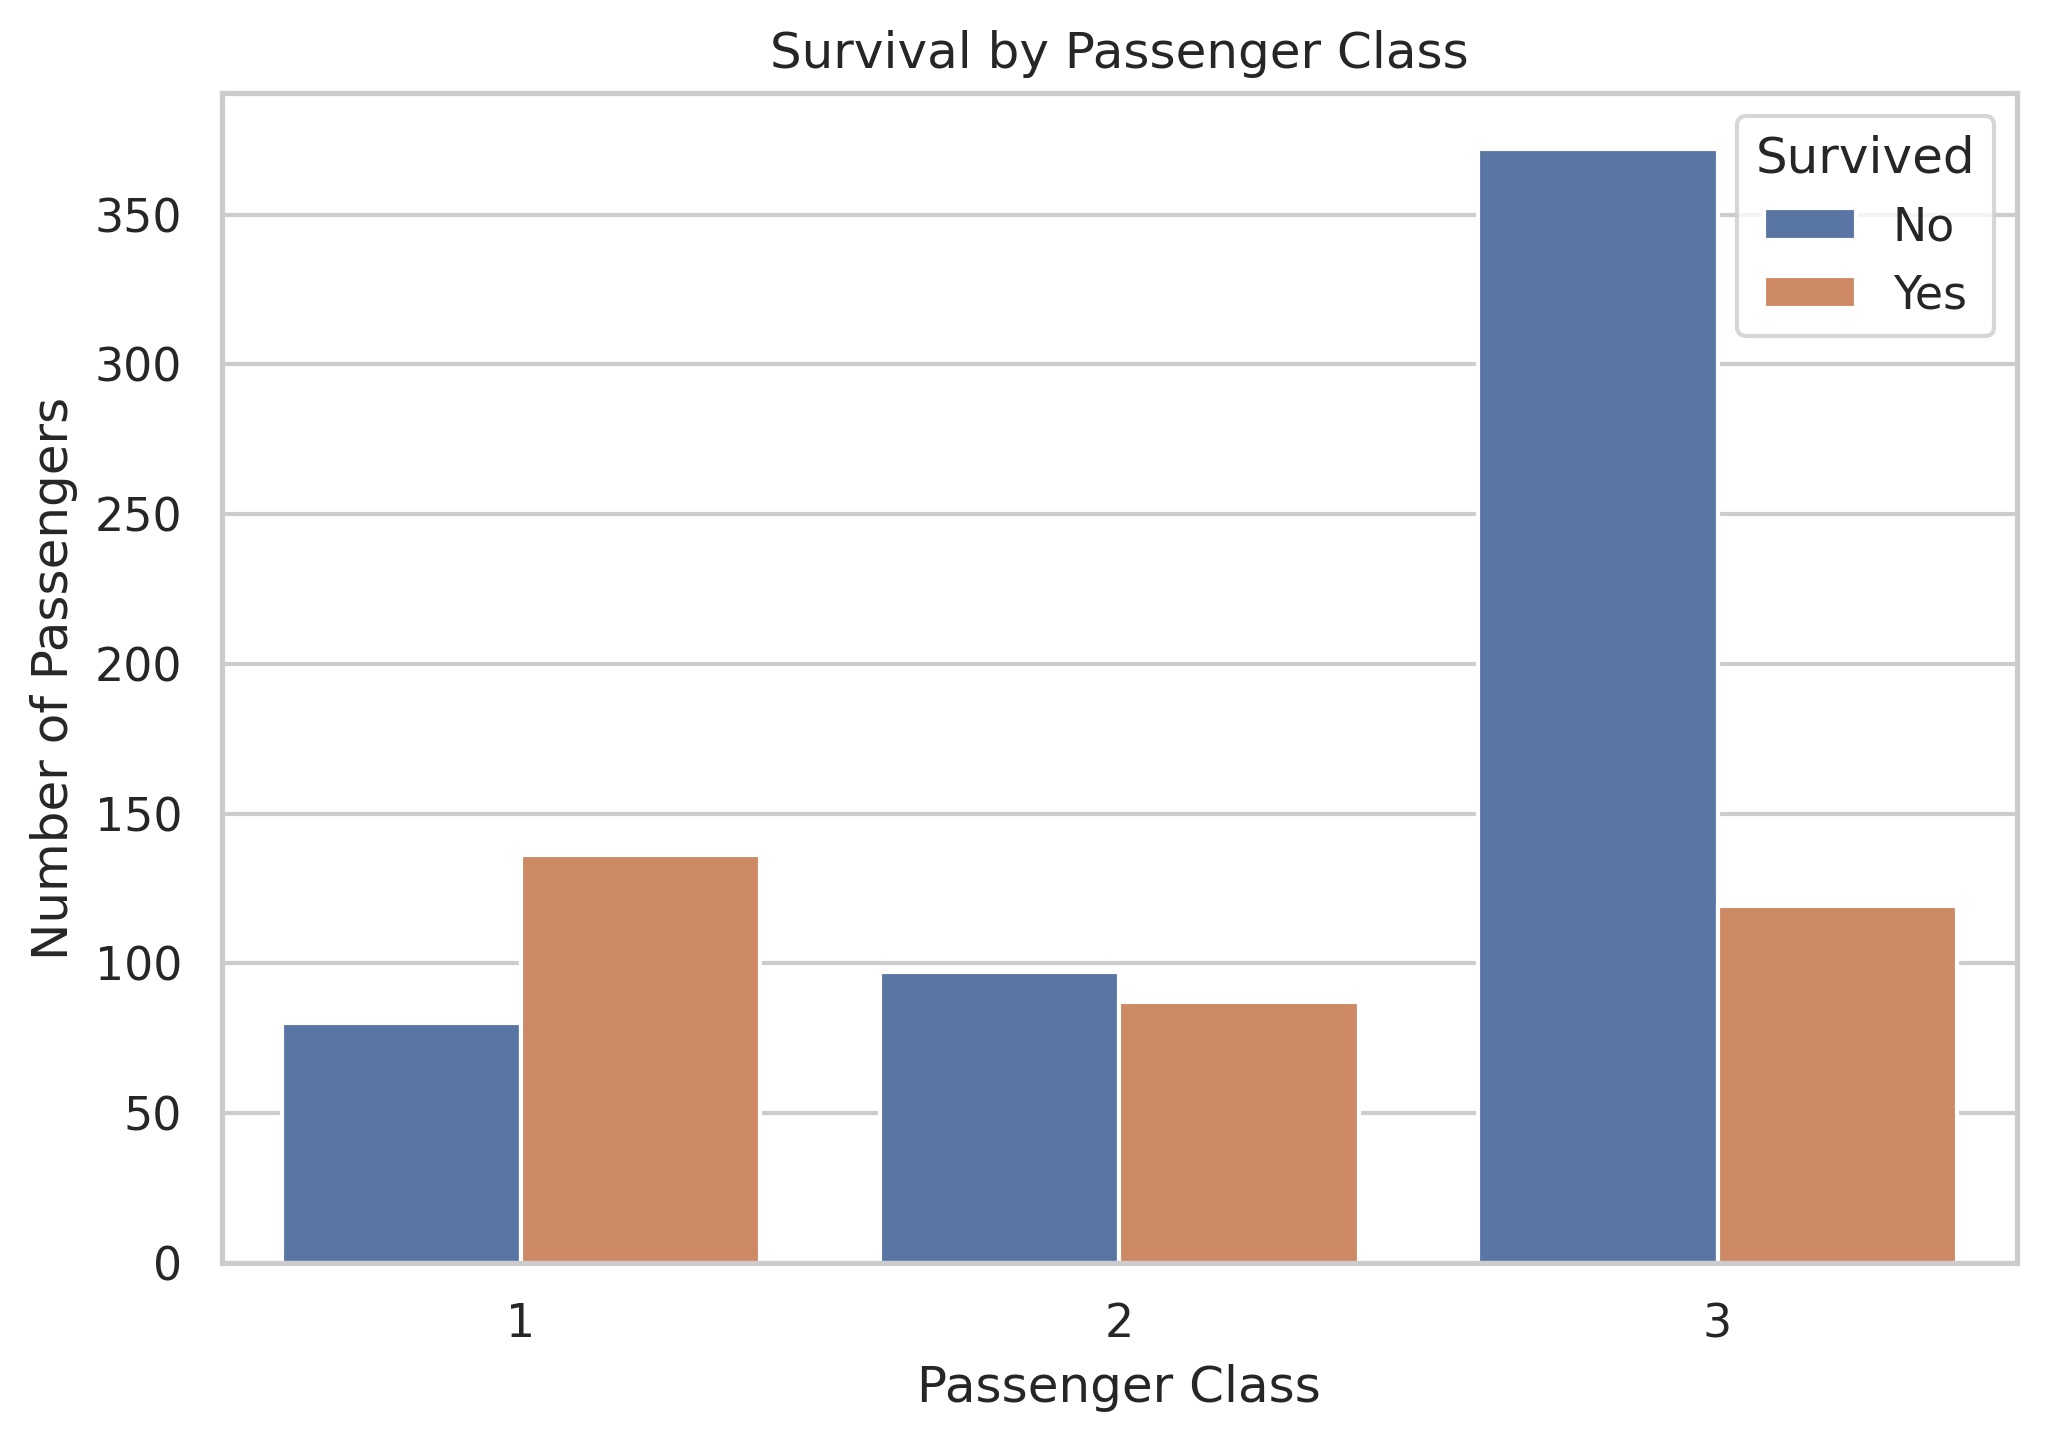 Survival by Passenger Class
Survived
No
Yes
Number of Passengers
350
300
250
200
150
100
50
0
1 2 3
Passenger Class